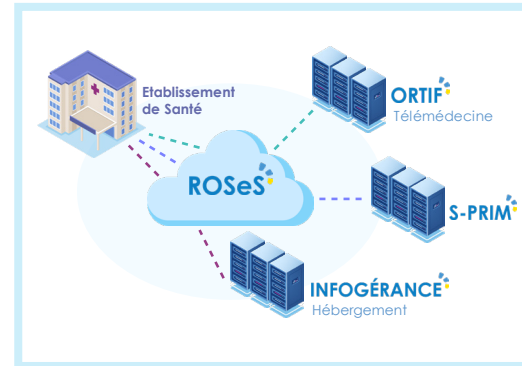 Etablissement
de Santé
ORTIF
Télémédecine
ROSeS
S-PRIM
INFOGÉRANCE
Hébergement